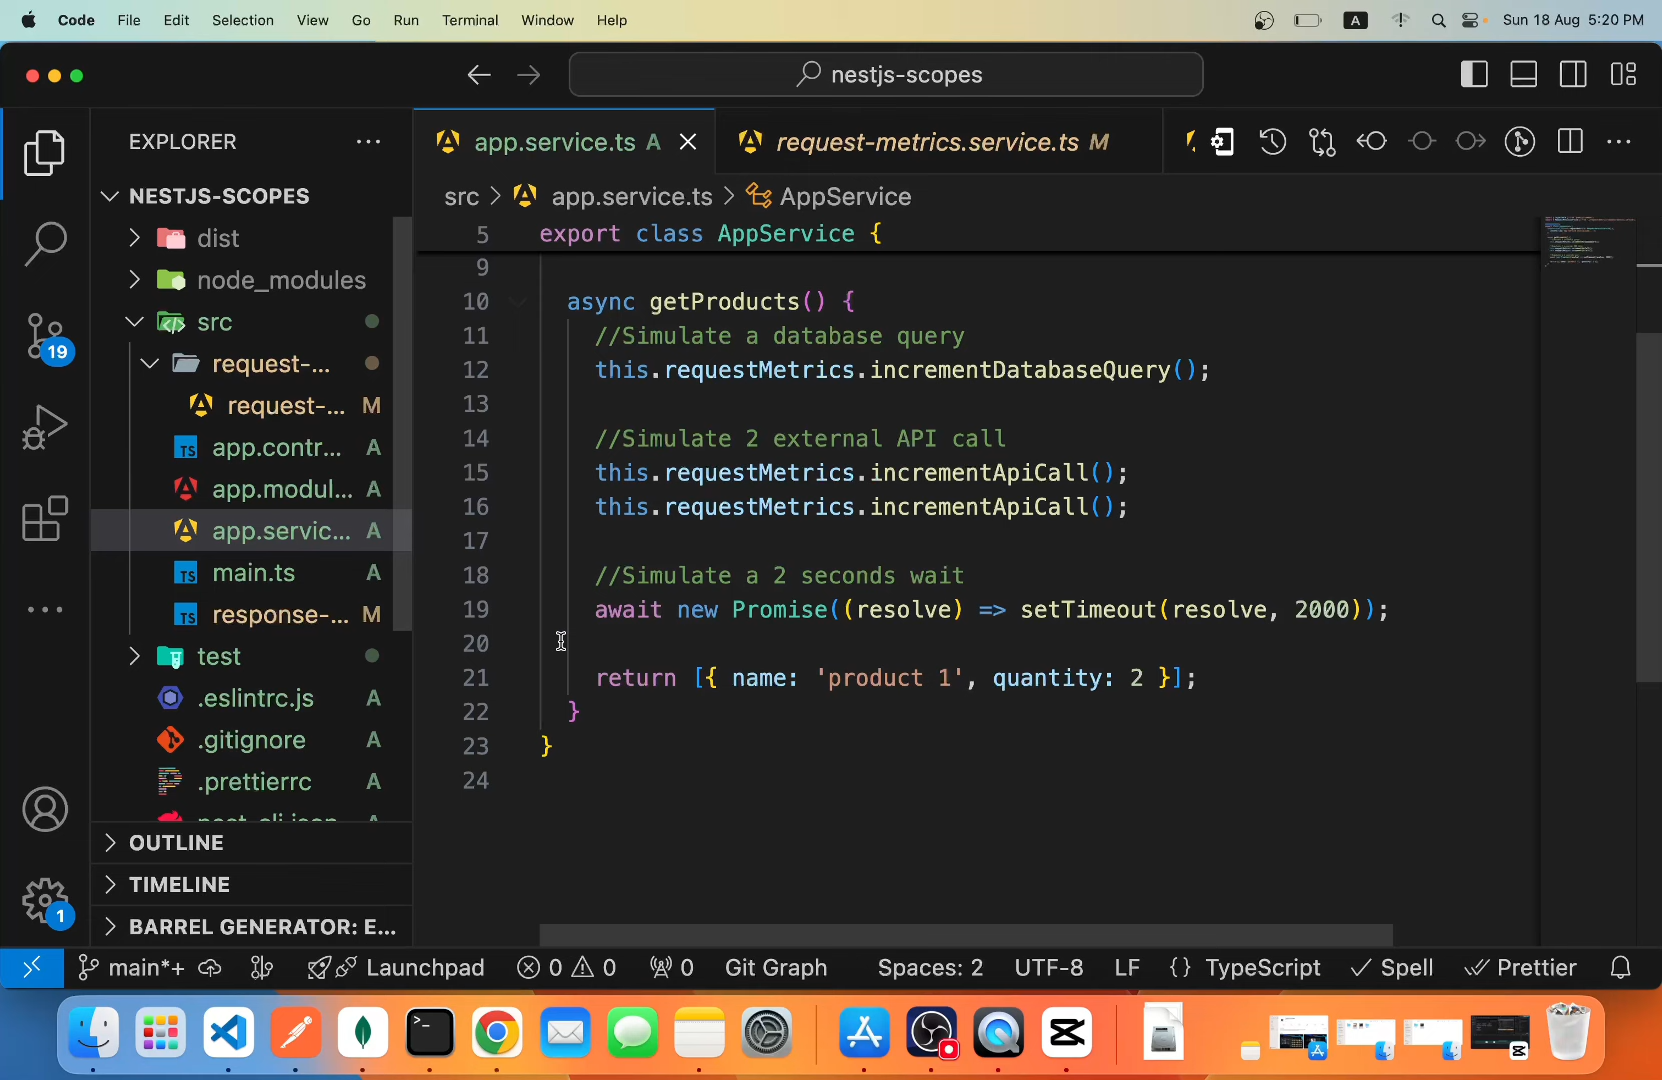 Code File Edit Selection View Go Run Terminal Window Help A Sun 18 Aug 5:20 PM
nestjs-scopes
EXPLORER
app.service.ts A
request-metrics.service.ts M
src > app.service.ts > AppService
NESTJS-SCOPES
dist
node_modules
src
request-...
request-... M
app.contr... A
app.modul... A
app.servic... A
main.ts A
response-... M
test
.eslintrc.js A
.gitignore A
.prettierrc A
nest-cli.json A
OUTLINE
TIMELINE
BARREL GENERATOR: E...
19
1
5 export class AppService {
9
10 async getProducts() {
11 //Simulate a database query
12 this.requestMetrics.incrementDatabaseQuery();
13
14 //Simulate 2 external API call
15 this.requestMetrics.incrementApiCall();
16 this.requestMetrics.incrementApiCall();
17
18 //Simulate a 2 seconds wait
19 await new Promise((resolve) => setTimeout(resolve, 2000));
20
21 return [{ name: 'product 1', quantity: 2 }];
22 }
23 }
24
main*+ Launchpad 0 0 0 Git Graph Spaces: 2 UTF-8 LF {} TypeScript Spell Prettier